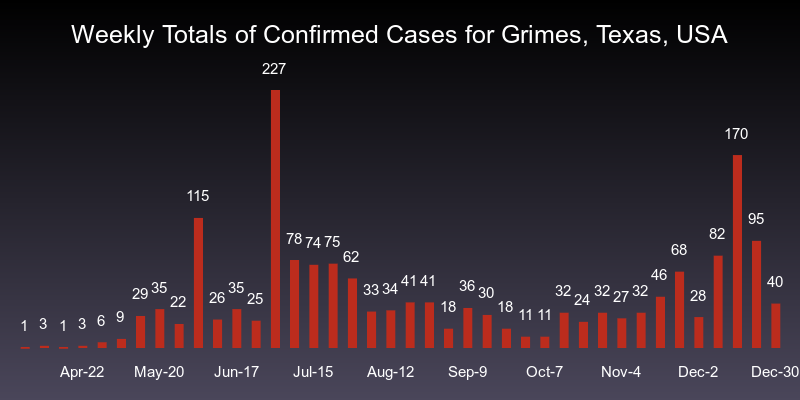 Weekly Totals of Confirmed Cases for Grimes, Texas, USA
1 3 1 3 6 9 29 35 22 115 26 35 25 227 78 74 75 62 33 34 41 41 18 36 30 18 11 11 32 24 32 27 32 46 68 28 82 170 95 40
Apr-22 May-20 Jun-17 Jul-15 Aug-12 Sep-9 Oct-7 Nov-4 Dec-2 Dec-30